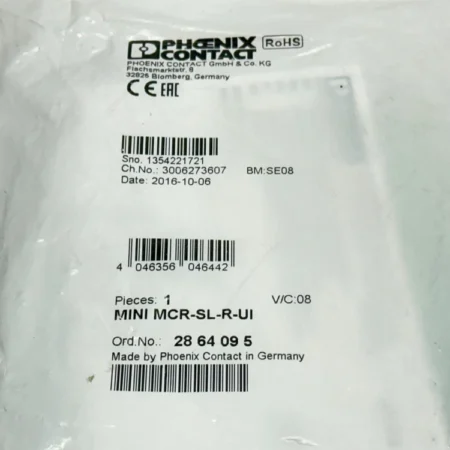 PHŒNIX
CONTACT
RoHS
PHOENIX CONTACT GmbH & Co. KG
Flachsmarktstr. 8
32825 Blomberg, Germany
CE EAC
Sno. 1354221721
Ch.No.: 3006273607 BM:SE08
Date: 2016-10-06
4 046356 046442
Pieces: 1 V/C:08
MINI MCR-SL-R-UI
Ord.No.: 28 64 09 5
Made by Phoenix Contact in Germany